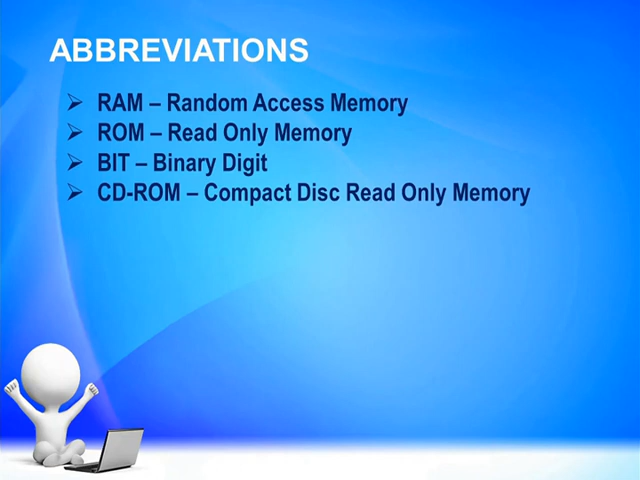 ABBREVIATIONS
➢ RAM – Random Access Memory
➢ ROM – Read Only Memory
➢ BIT – Binary Digit
➢ CD-ROM – Compact Disc Read Only Memory